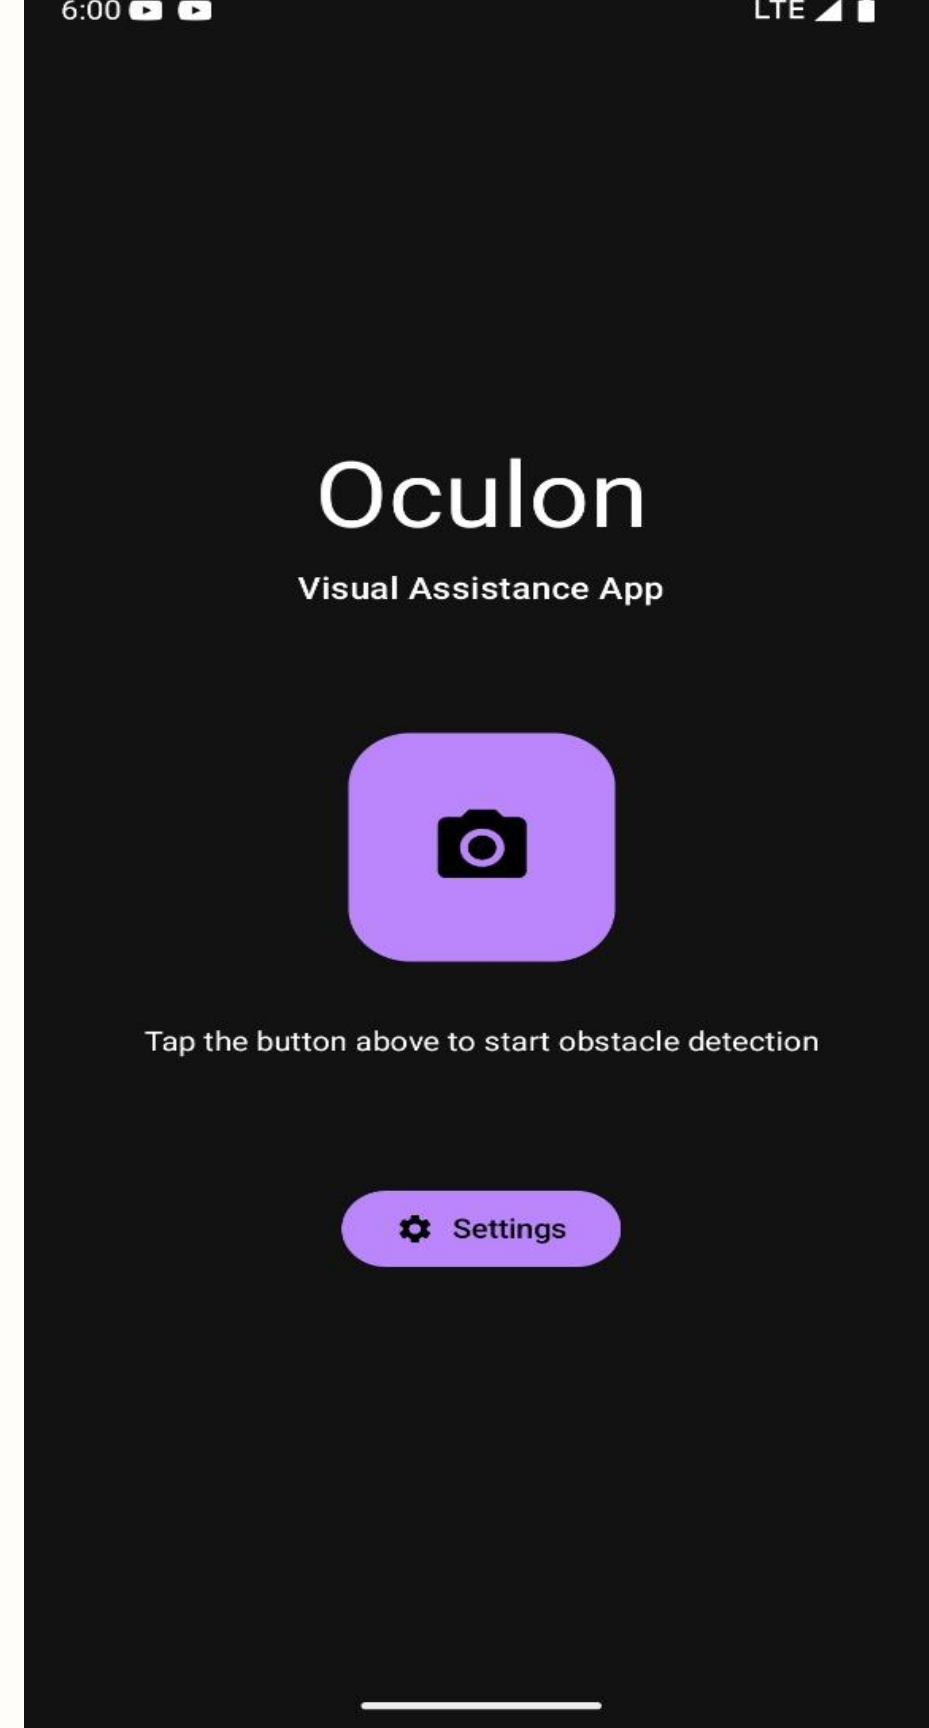 6:00 LTE
Oculon
Visual Assistance App
Tap the button above to start obstacle detection
Settings